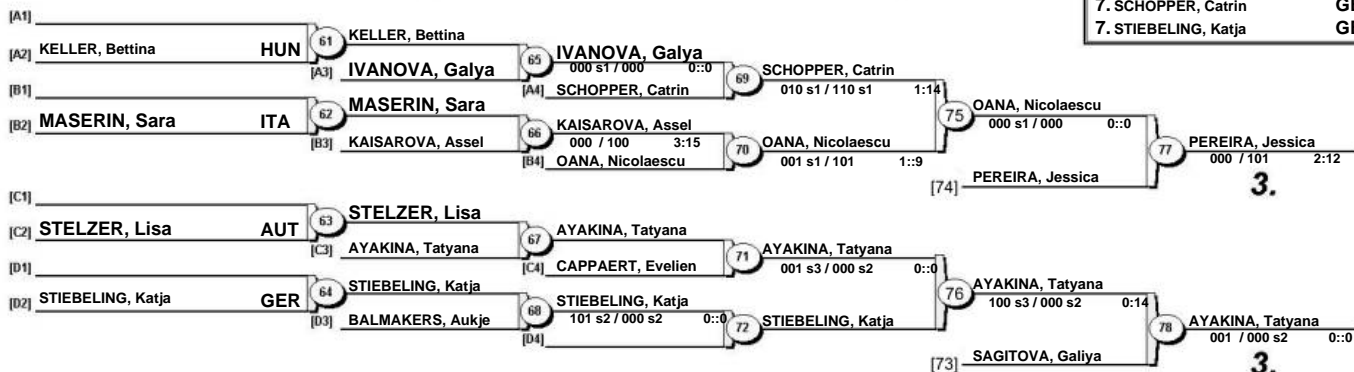 7. SCHOPPER, Catrin
7. STIEBELING, Katja
[A1]
[A2] KELLER, Bettina HUN
61 KELLER, Bettina
[A3] IVANOVA, Galya
65 IVANOVA, Galya
000 s1 / 000 0::0
[A4] SCHOPPER, Catrin
69 SCHOPPER, Catrin
010 s1 / 110 s1 1:14
[B1]
[B2] MASERIN, Sara ITA
62 MASERIN, Sara
[B3] KAISAROVA, Assel
66 KAISAROVA, Assel
000 / 100 3:15
[B4] OANA, Nicolaescu
70 OANA, Nicolaescu
001 s1 / 101 1::9
75 OANA, Nicolaescu
000 s1 / 000 0::0
[74] PEREIRA, Jessica
77 PEREIRA, Jessica
000 / 101 2:12
3.
[C1]
[C2] STELZER, Lisa AUT
63 STELZER, Lisa
[C3] AYAKINA, Tatyana
67 AYAKINA, Tatyana
[C4] CAPPAERT, Evelien
71 AYAKINA, Tatyana
001 s3 / 000 s2 0::0
[D1]
[D2] STIEBELING, Katja GER
64 STIEBELING, Katja
[D3] BALMAKERS, Aukje
68 STIEBELING, Katja
101 s2 / 000 s2 0::0
[D4]
72 STIEBELING, Katja
76 AYAKINA, Tatyana
100 s3 / 000 s2 0:14
[73] SAGITOVA, Galiya
78 AYAKINA, Tatyana
001 / 000 s2 0::0
3.